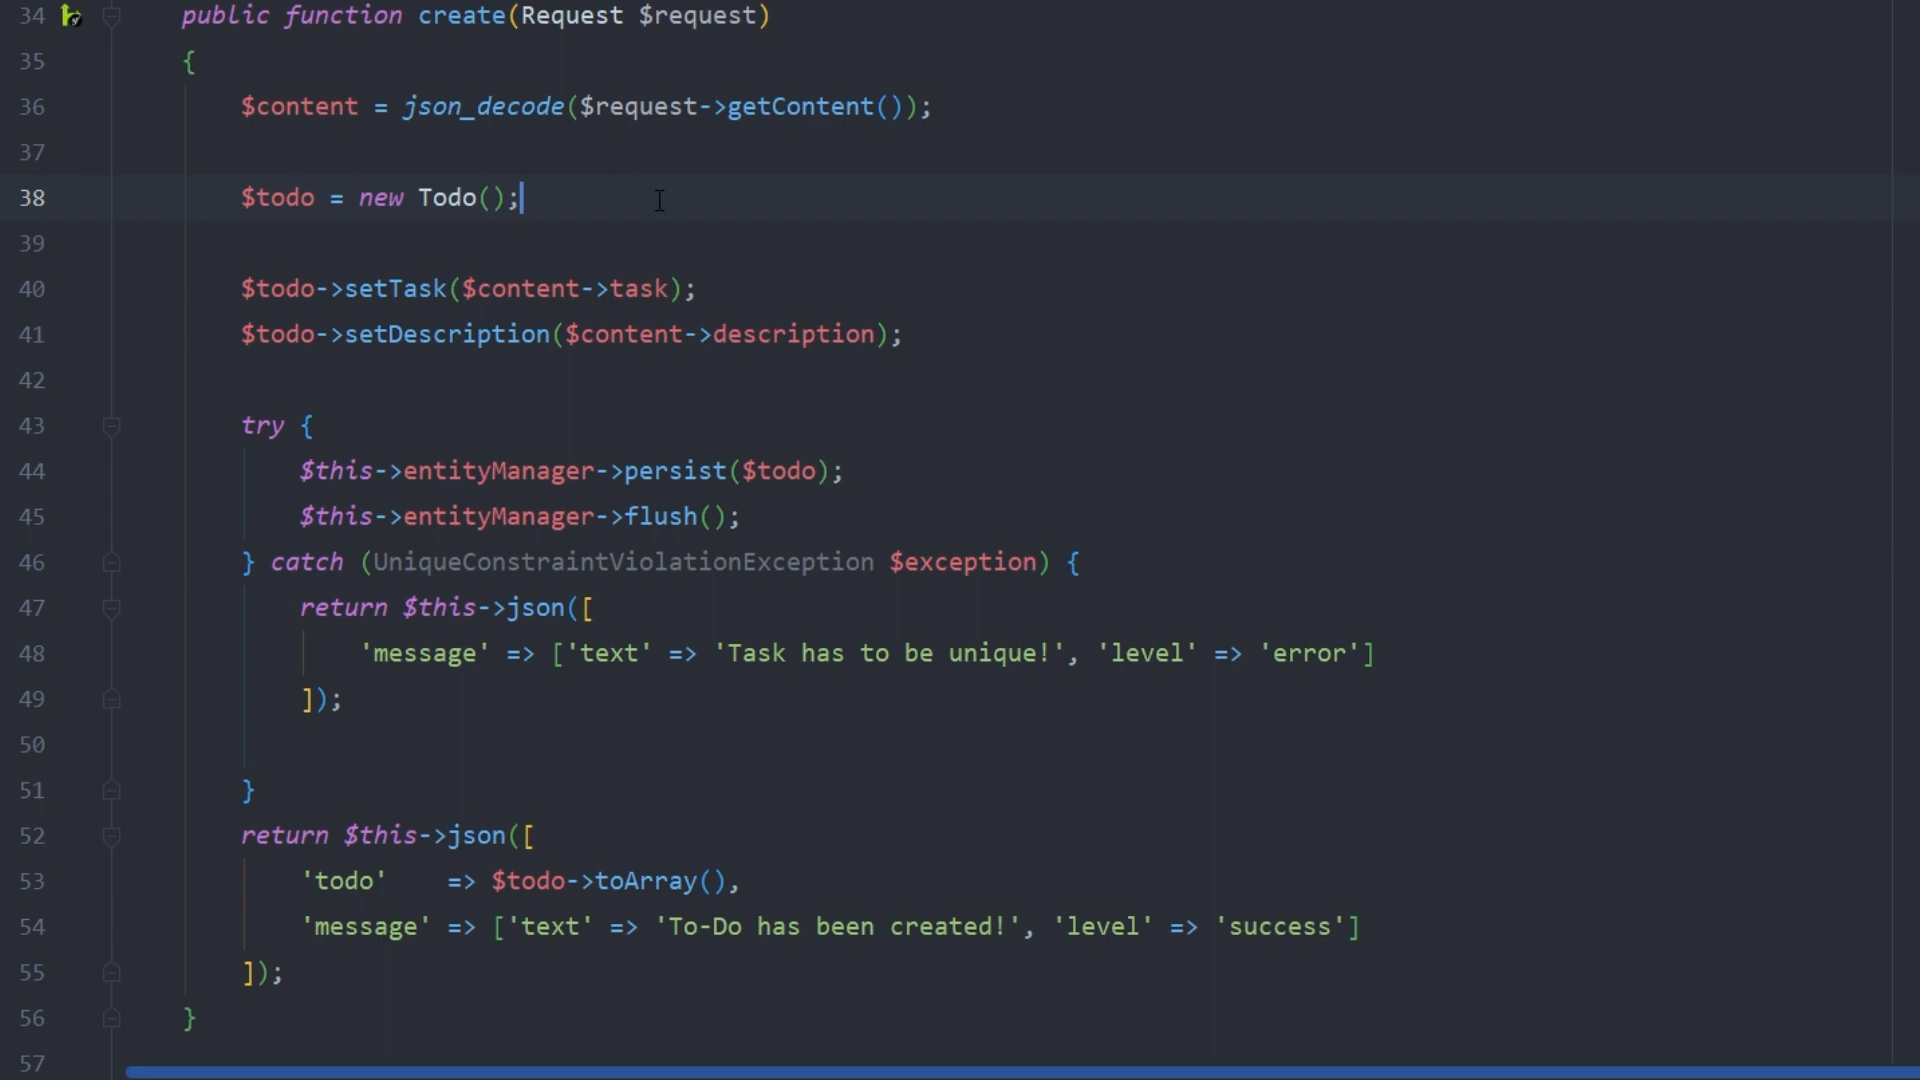 34 public function create(Request $request)
35 {
36 $content = json_decode($request->getContent());
37
38 $todo = new Todo();
39
40 $todo->setTask($content->task);
41 $todo->setDescription($content->description);
42
43 try {
44 $this->entityManager->persist($todo);
45 $this->entityManager->flush();
46 } catch (UniqueConstraintViolationException $exception) {
47 return $this->json([
48 'message' => ['text' => 'Task has to be unique!', 'level' => 'error']
49 ]);
50
51 }
52 return $this->json([
53 'todo' => $todo->toArray(),
54 'message' => ['text' => 'To-Do has been created!', 'level' => 'success']
55 ]);
56 }
57